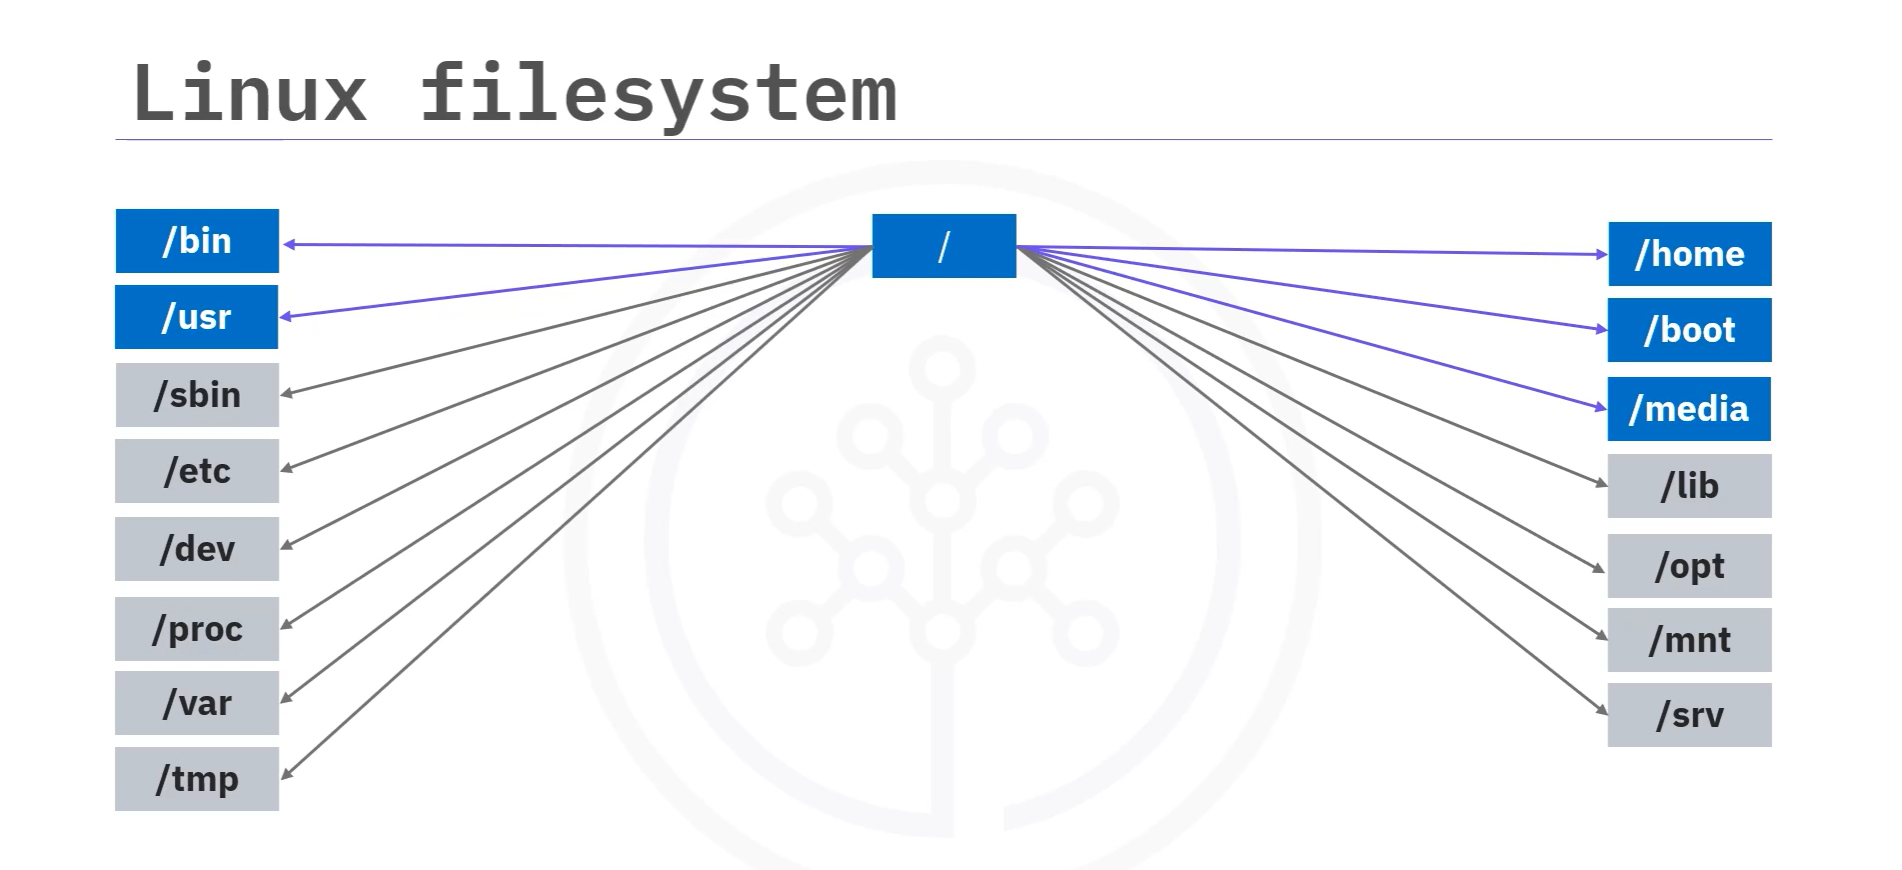 Linux filesystem
/
/bin
/usr
/sbin
/etc
/dev
/proc
/var
/tmp
/home
/boot
/media
/lib
/opt
/mnt
/srv